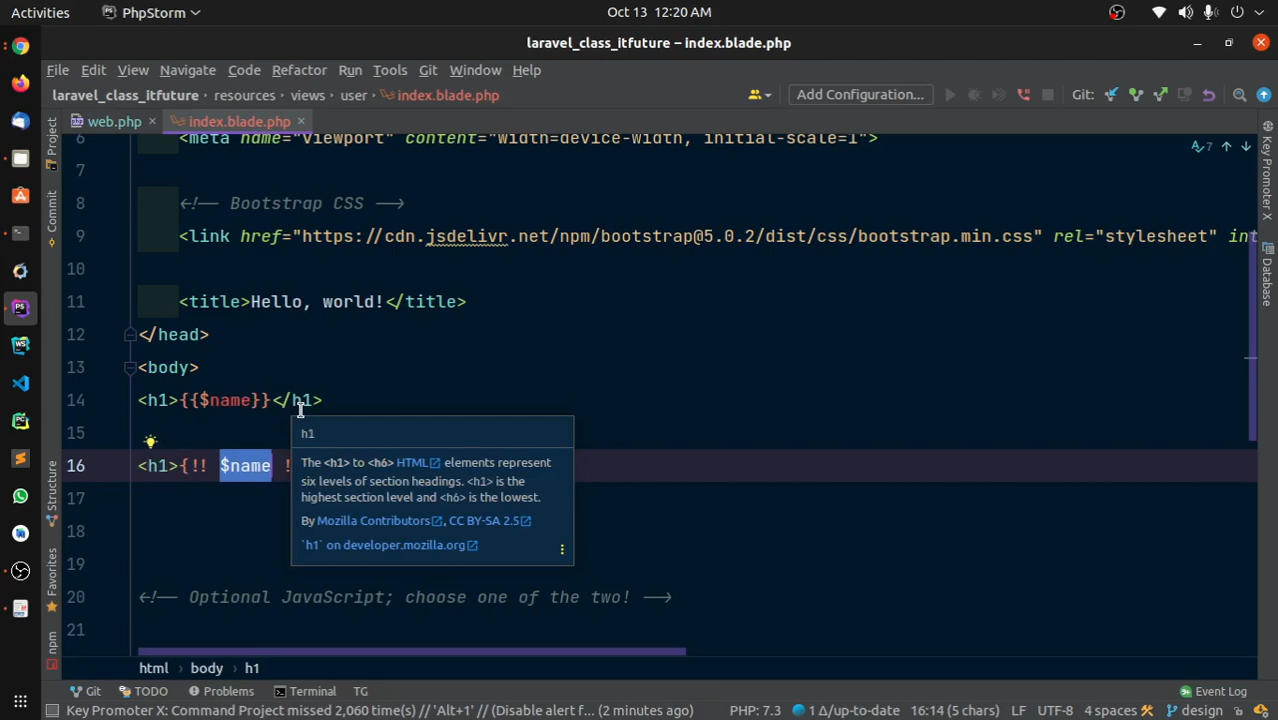 Activities PhpStorm Oct 13 12:20 AM
laravel_class_itfuture – index.blade.php
File Edit View Navigate Code Refactor Run Tools Git Window Help
laravel_class_itfuture › resources › views › user › index.blade.php Add Configuration... Git:
web.php × index.blade.php ×
Project
Commit
Structure
Favorites
npm
Key Promoter X
Database
7
6 <meta name="viewport" content="width=device-width, initial-scale=1">
7
8 <!-- Bootstrap CSS -->
9 <link href="https://cdn.jsdelivr.net/npm/bootstrap@5.0.2/dist/css/bootstrap.min.css" rel="stylesheet" int
10
11 <title>Hello, world!</title>
12 </head>
13 <body>
14 <h1>{{$name}}</h1>
15
16 <h1>{!! $name !
17
18
19
20 <!-- Optional JavaScript; choose one of the two! -->
21
h1
The <h1> to <h6> HTML elements represent
six levels of section headings. <h1> is the
highest section level and <h6> is the lowest.
By Mozilla Contributors, CC BY-SA 2.5
`h1` on developer.mozilla.org
html › body › h1
Git TODO Problems Terminal TG Event Log
Key Promoter X: Command Project missed 2,060 time(s) // 'Alt+1' // (Disable alert f... (2 minutes ago) PHP: 7.3 1 Δ/up-to-date 16:14 (5 chars) LF UTF-8 4 spaces design